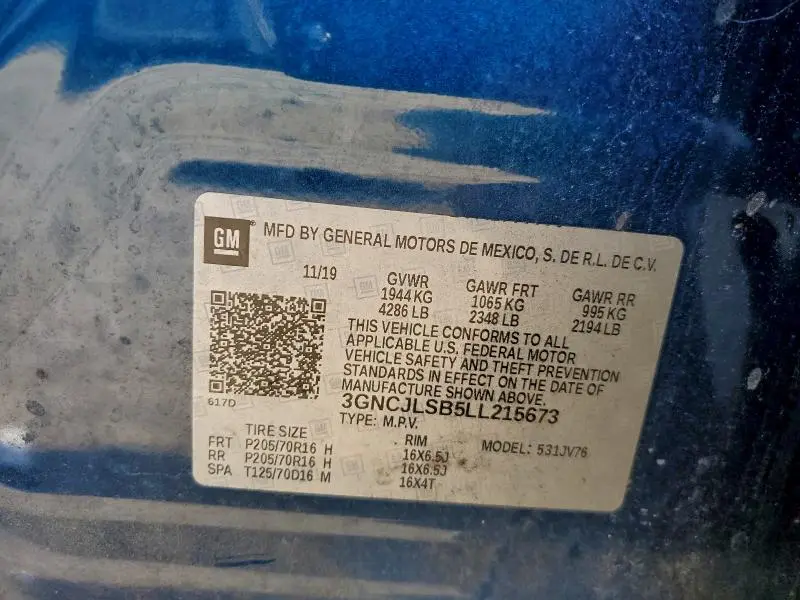 GM ® MFD BY GENERAL MOTORS DE MEXICO, S. DE R.L. DE C.V.
11/19 GVWR GAWR FRT GAWR RR
1944 KG 1065 KG 995 KG
4286 LB 2348 LB 2194 LB
THIS VEHICLE CONFORMS TO ALL
APPLICABLE U.S. FEDERAL MOTOR
VEHICLE SAFETY AND THEFT PREVENTION
STANDARDS IN EFFECT ON THE DATE OF
MANUFACTURE SHOWN ABOVE.
617D 3GNCJLSB5LL215673
TYPE: M.P.V.
TIRE SIZE RIM MODEL: 531JV76
FRT P205/70R16 H 16X6.5J
RR P205/70R16 H 16X6.5J
SPA T125/70D16 M 16X4T